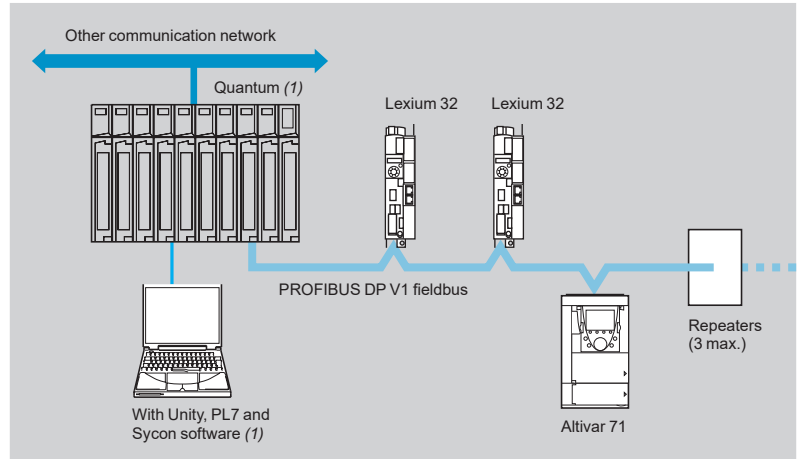 Other communication network
Quantum (1)
Lexium 32
Lexium 32
PROFIBUS DP V1 fieldbus
Repeaters
(3 max.)
With Unity, PL7 and
Sycon software (1)
Altivar 71